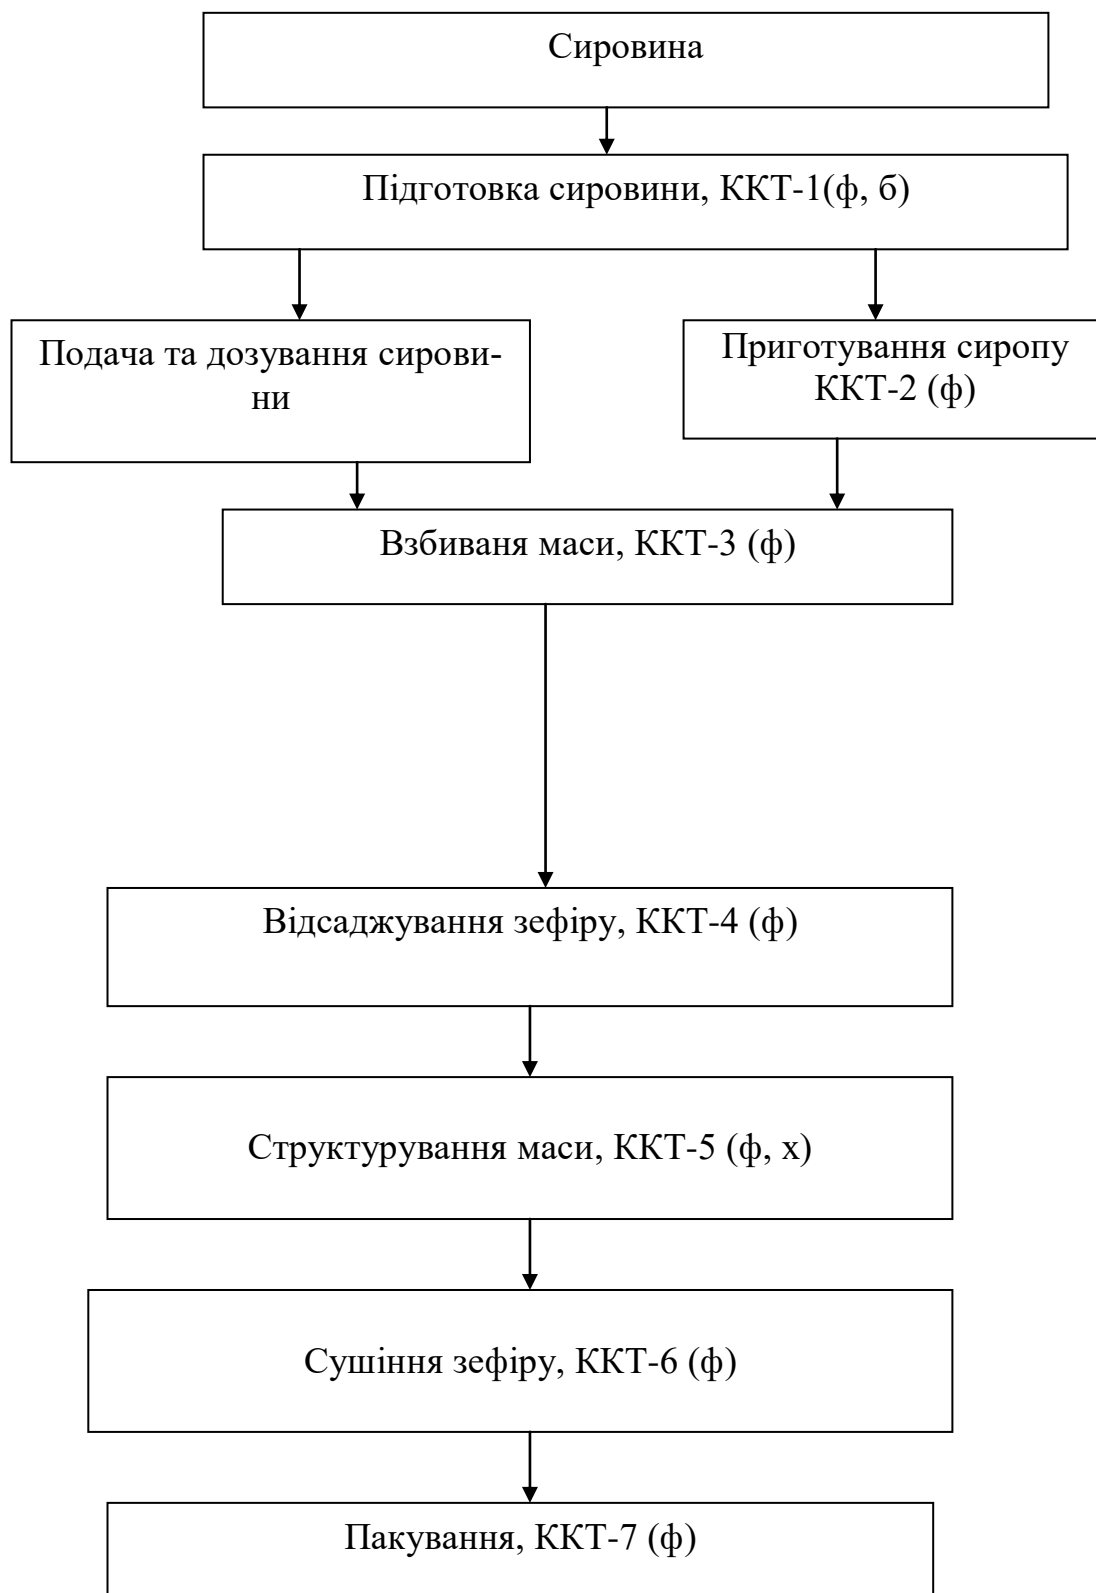 Сировина
Підготовка сировини, ККТ-1(ф, б)
Подача та дозування сирови-
ни
Приготування сиропу
ККТ-2 (ф)
Взбиваня маси, ККТ-3 (ф)
Відсаджування зефіру, ККТ-4 (ф)
Структурування маси, ККТ-5 (ф, х)
Сушіння зефіру, ККТ-6 (ф)
Пакування, ККТ-7 (ф)